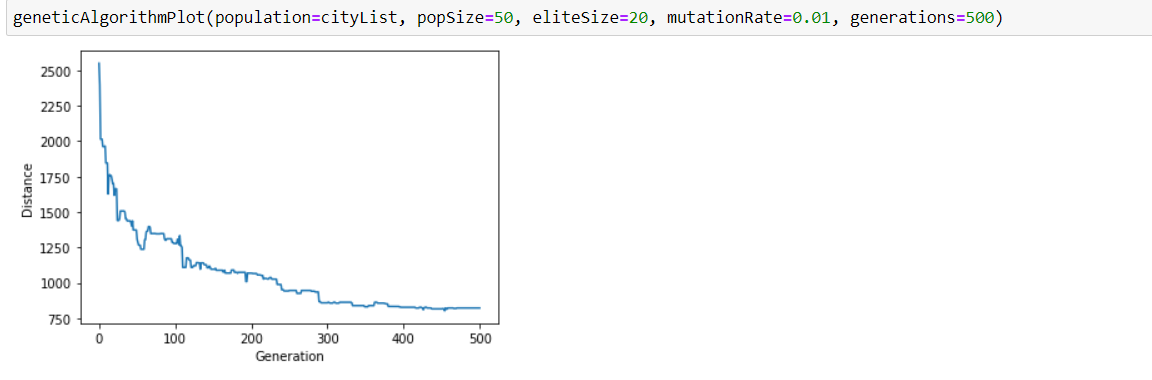 geneticAlgorithmPlot(population=cityList, popSize=50, eliteSize=20, mutationRate=0.01, generations=500)
2500
2250
2000
1750
1500
1250
1000
750
Distance
0 100 200 300 400 500
Generation